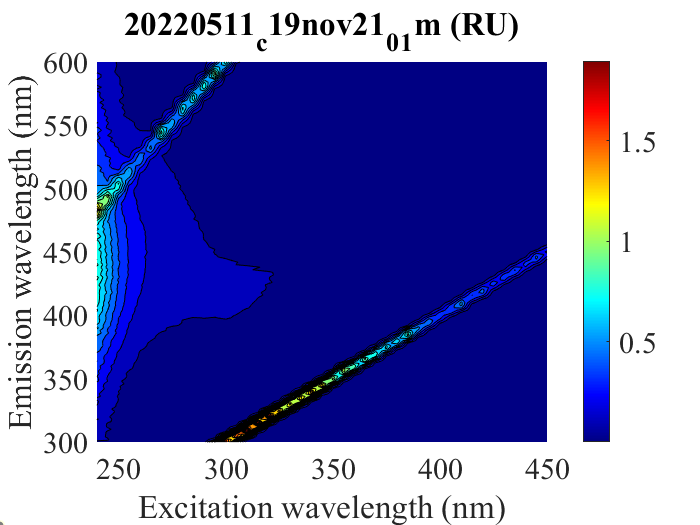 20220511c19nov2101m (RU)
600
550
500
450
400
350
300
Emission wavelength (nm)
250 300 350 400 450
Excitation wavelength (nm)
1.5
1
0.5